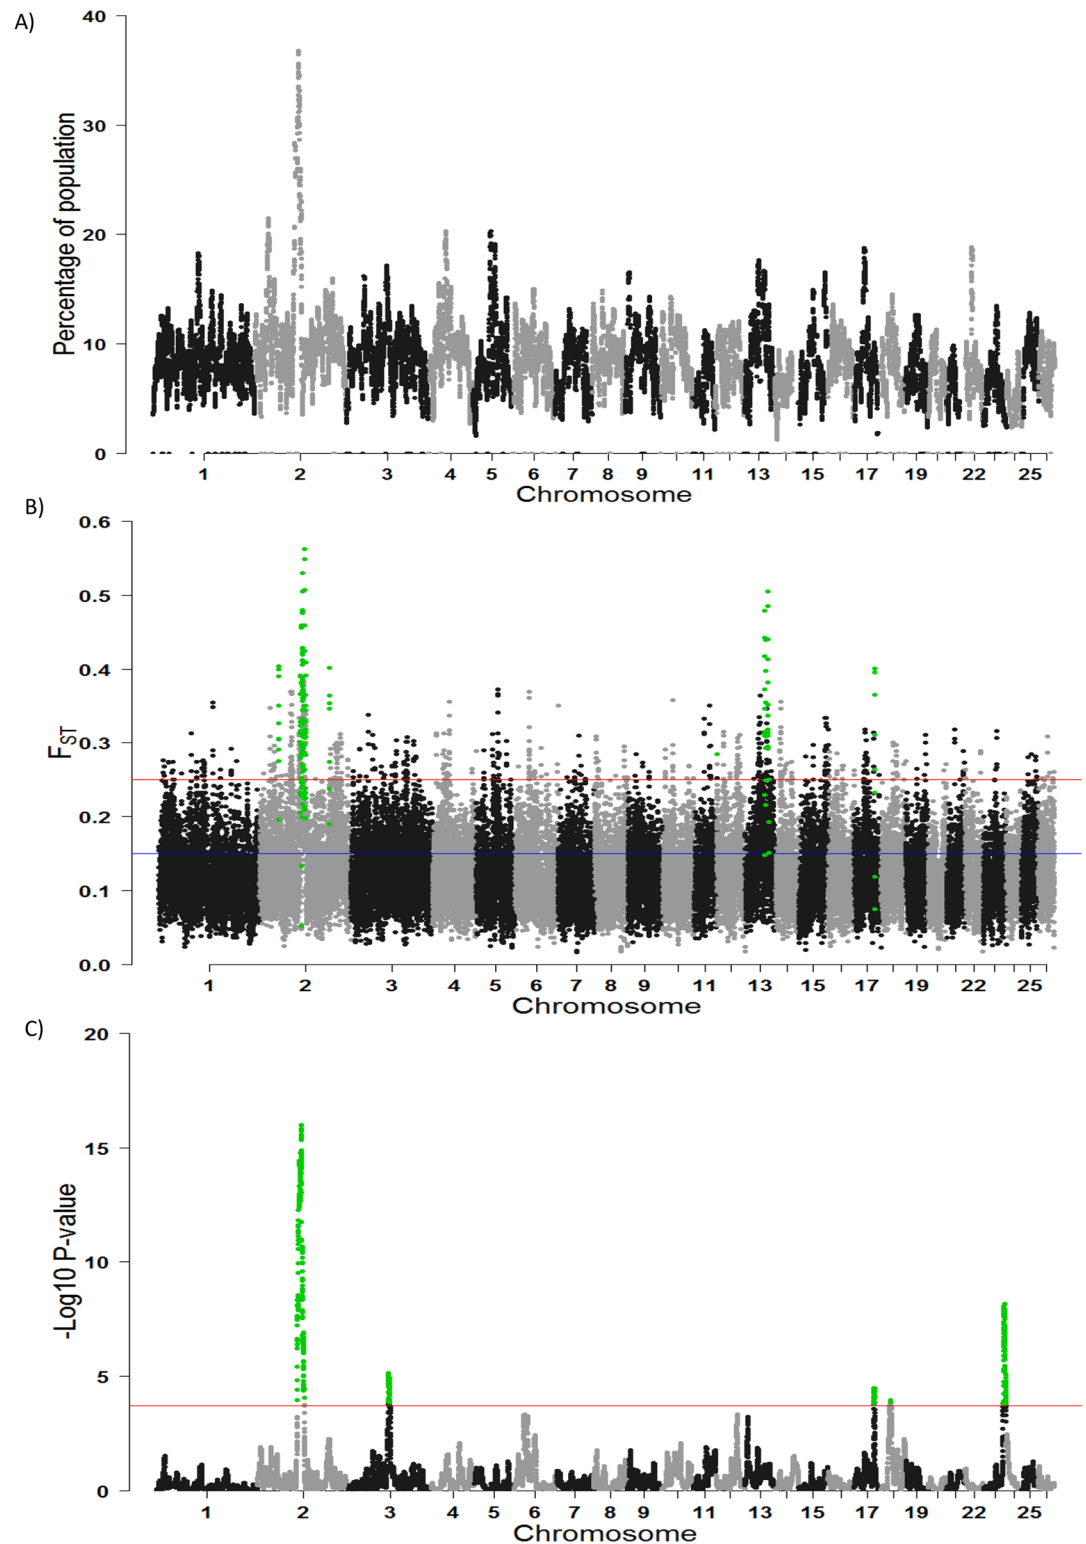 A)
40
30
20
10
0
Percentage of population
1 2 3 4 5 6 7 8 9 11 13 15 17 19 22 25
Chromosome
B)
0.6
0.5
0.4
0.3
0.2
0.1
0.0
FST
1 2 3 4 5 6 7 8 9 11 13 15 17 19 22 25
Chromosome
C)
20
15
10
5
0
-Log10 P-value
1 2 3 4 5 6 7 8 9 11 13 15 17 19 22 25
Chromosome